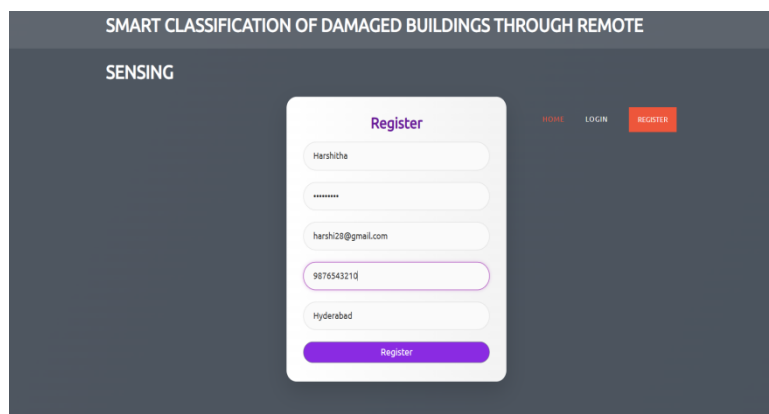 SMART CLASSIFICATION OF DAMAGED BUILDINGS THROUGH REMOTE
SENSING
HOME LOGIN REGISTER
Register
Harshitha
•••••••••
harshi28@gmail.com
9876543210
Hyderabad
Register